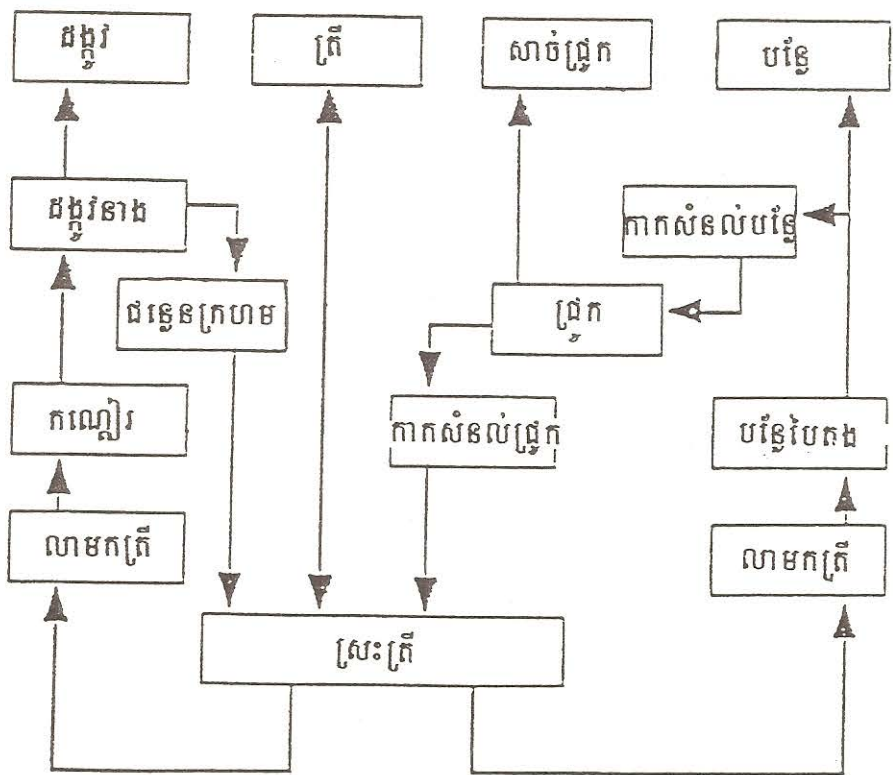 ដង្កូវ
ត្រី
សាច់ជ្រូក
បន្លែ
ដង្កូវនាង
កាកសំនល់បន្លែ
ជន្លេនក្រហម
ជ្រូក
កណ្ដៀរ
កាកសំនល់ជ្រូក
បន្លែបៃតង
លាមកត្រី
លាមកត្រី
ស្រះត្រី